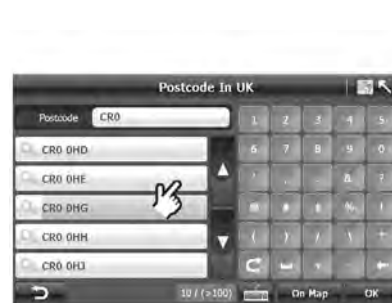 Postcode In UK
Postcode CR0
1 2 3 4 5
CR0 0HD
6 7 8 9 0
CR0 0HE
& ?
CR0 0HG
% !
CR0 0HH
( ) /
CR0 0HJ
10 / (>100) On Map OK